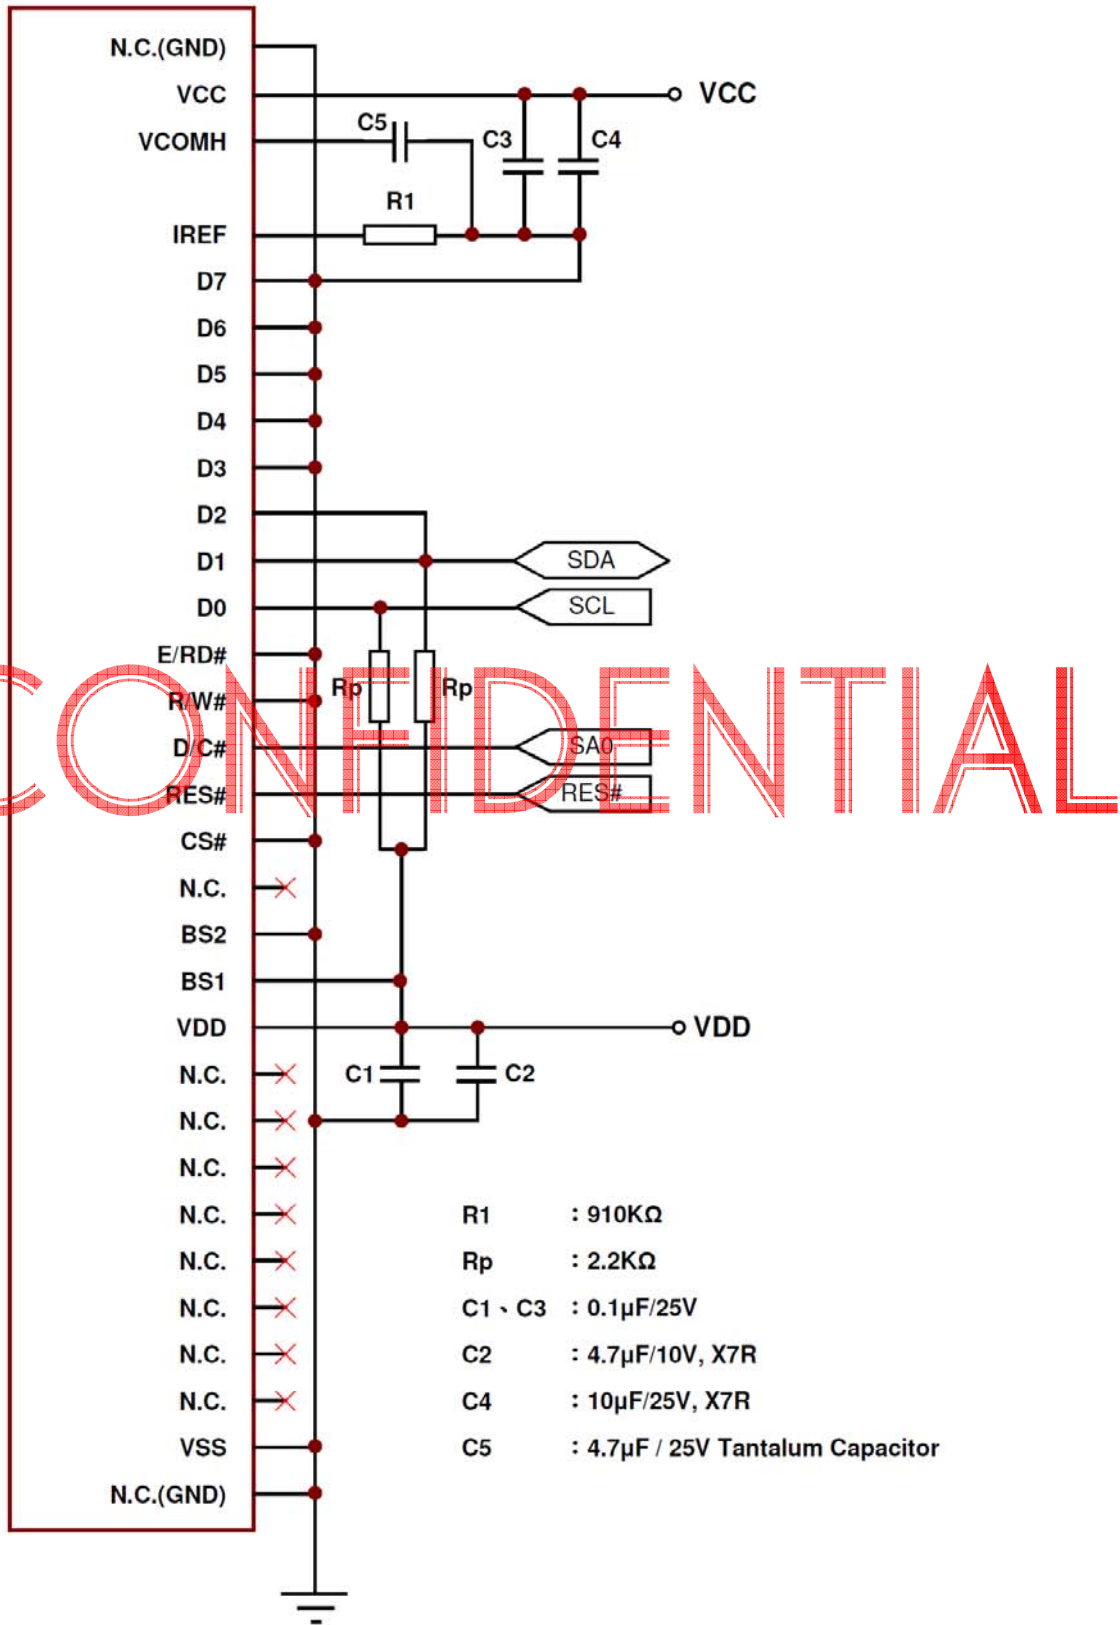 N.C.(GND)
VCC
VCC
C5
C3
C4
VCOMH
R1
IREF
D7
D6
D5
D4
D3
D2
D1
SDA
D0
SCL
E/RD#
Rp
Rp
R/W#
CONFIDENTIAL
D/C#
SA0
RES#
RES#
CS#
N.C.
BS2
BS1
VDD
VDD
N.C.
C1
C2
N.C.
N.C.
N.C.
R1 : 910KΩ
N.C.
Rp : 2.2KΩ
N.C.
C1、C3 : 0.1µF/25V
N.C.
C2 : 4.7µF/10V, X7R
N.C.
C4 : 10µF/25V, X7R
VSS
C5 : 4.7µF / 25V Tantalum Capacitor
N.C.(GND)